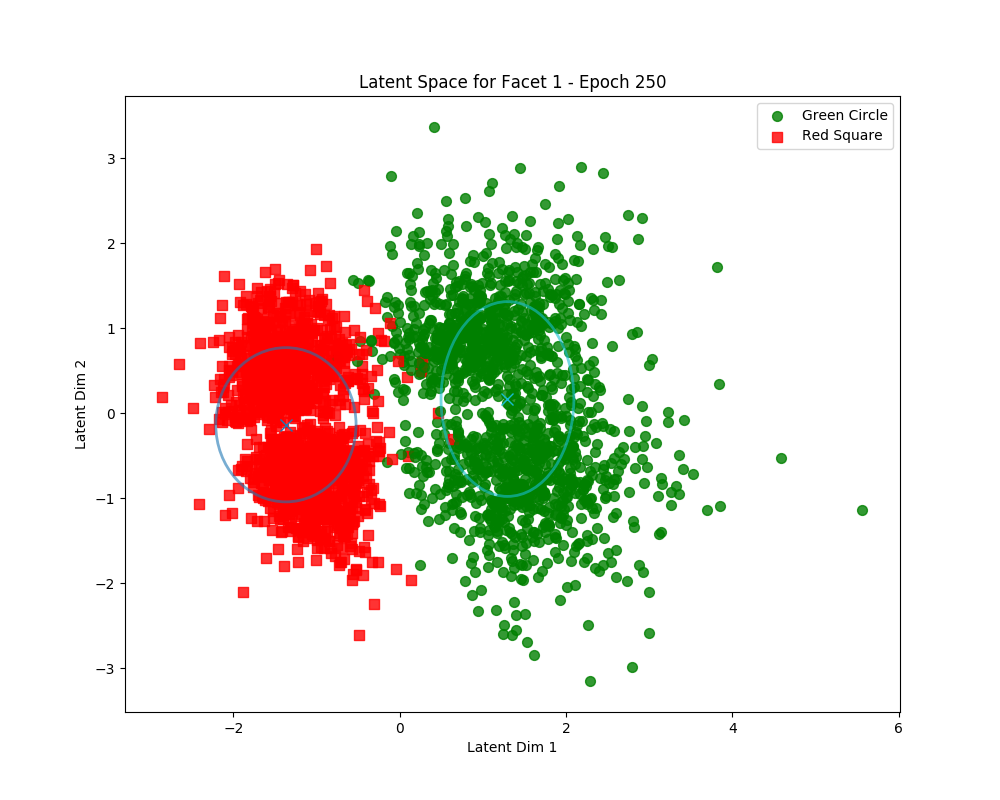 Latent Space for Facet 1 - Epoch 250
Green Circle
Red Square
3
2
1
0
−1
−2
−3
Latent Dim 2
−2
0
2
4
6
Latent Dim 1